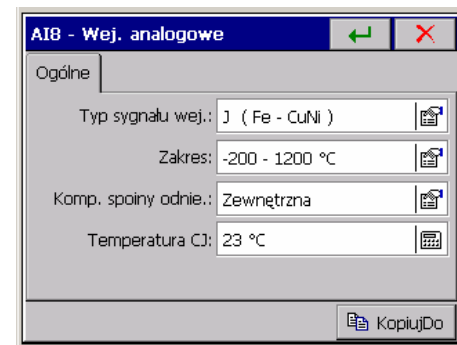 AI8 - Wej. analogowe
Ogólne
Typ sygnału wej.: J ( Fe - CuNi )
Zakres: -200 - 1200 °C
Komp. spoiny odnie.: Zewnętrzna
Temperatura CJ: 23 °C
KopiujDo